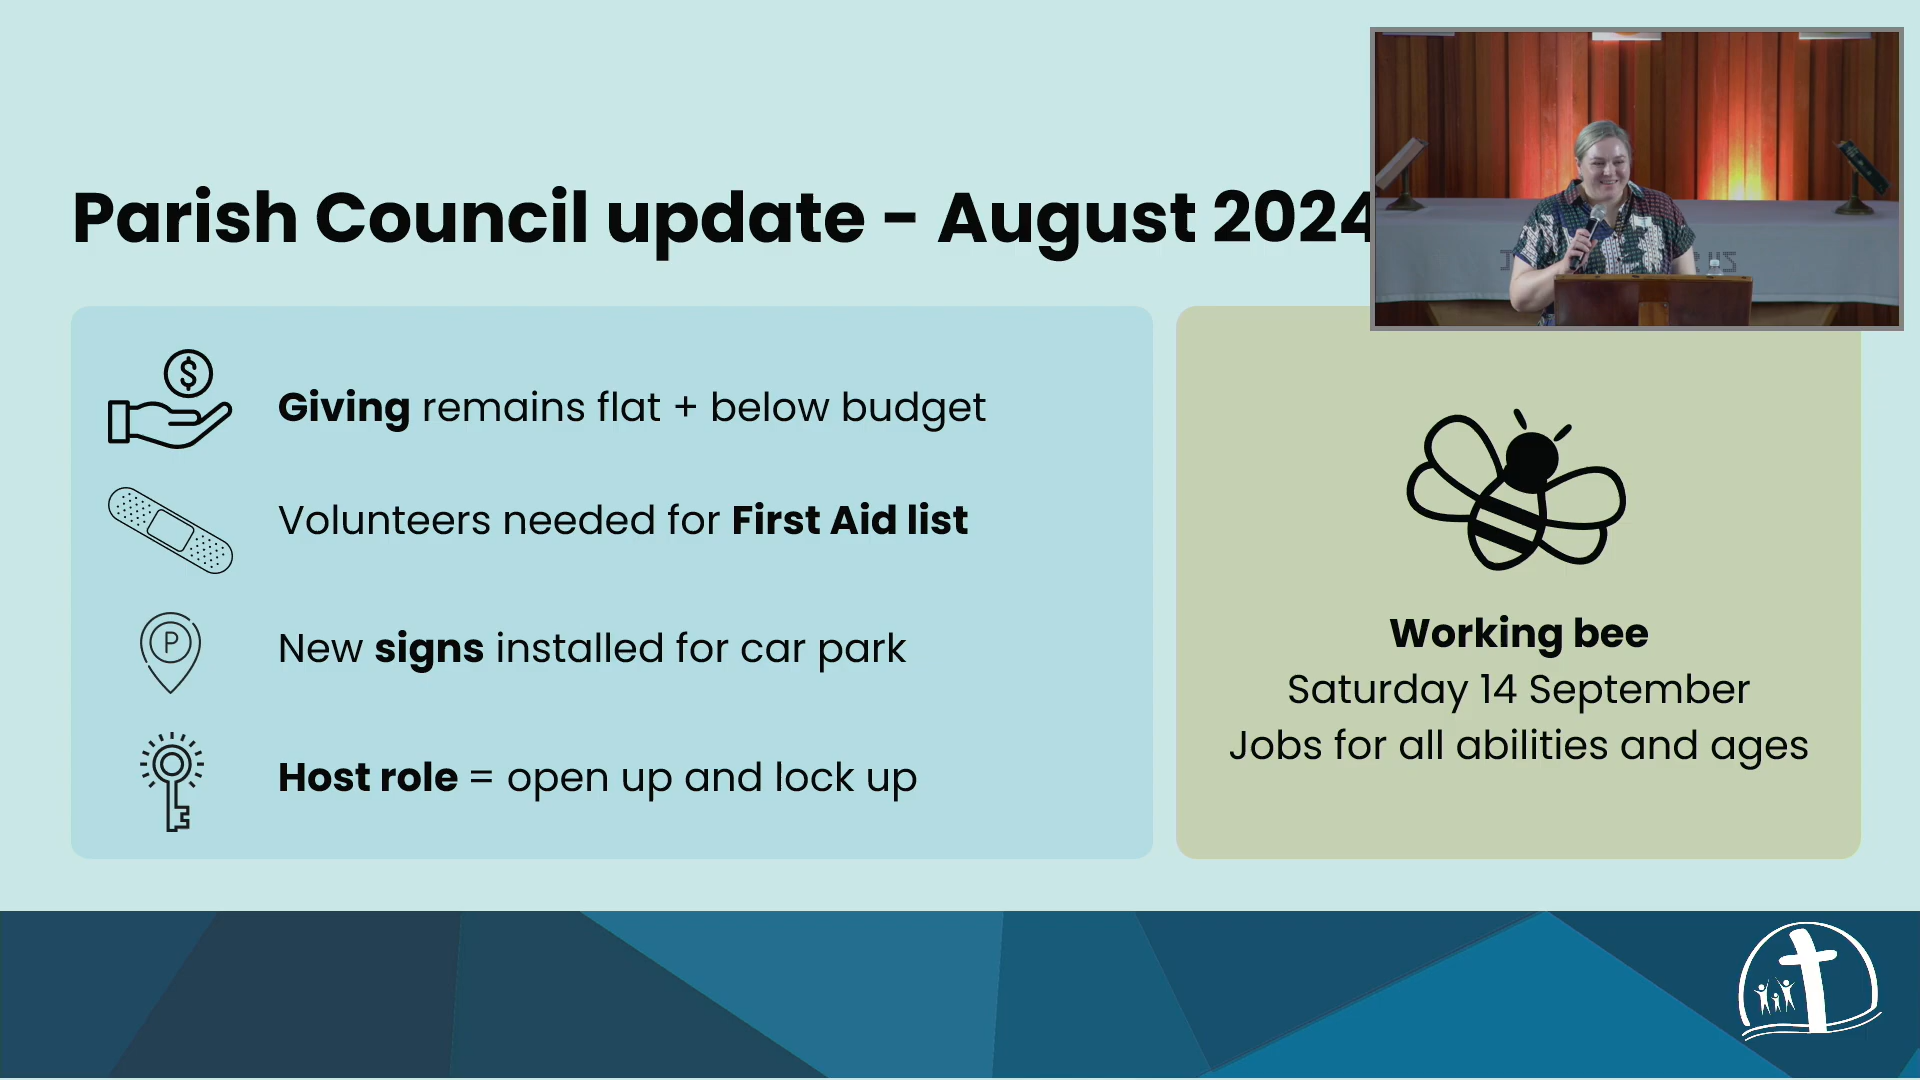 Parish Council update - August 2024
$
Giving remains flat + below budget
Volunteers needed for First Aid list
P
New signs installed for car park
Host role = open up and lock up
Working bee
Saturday 14 September
Jobs for all abilities and ages